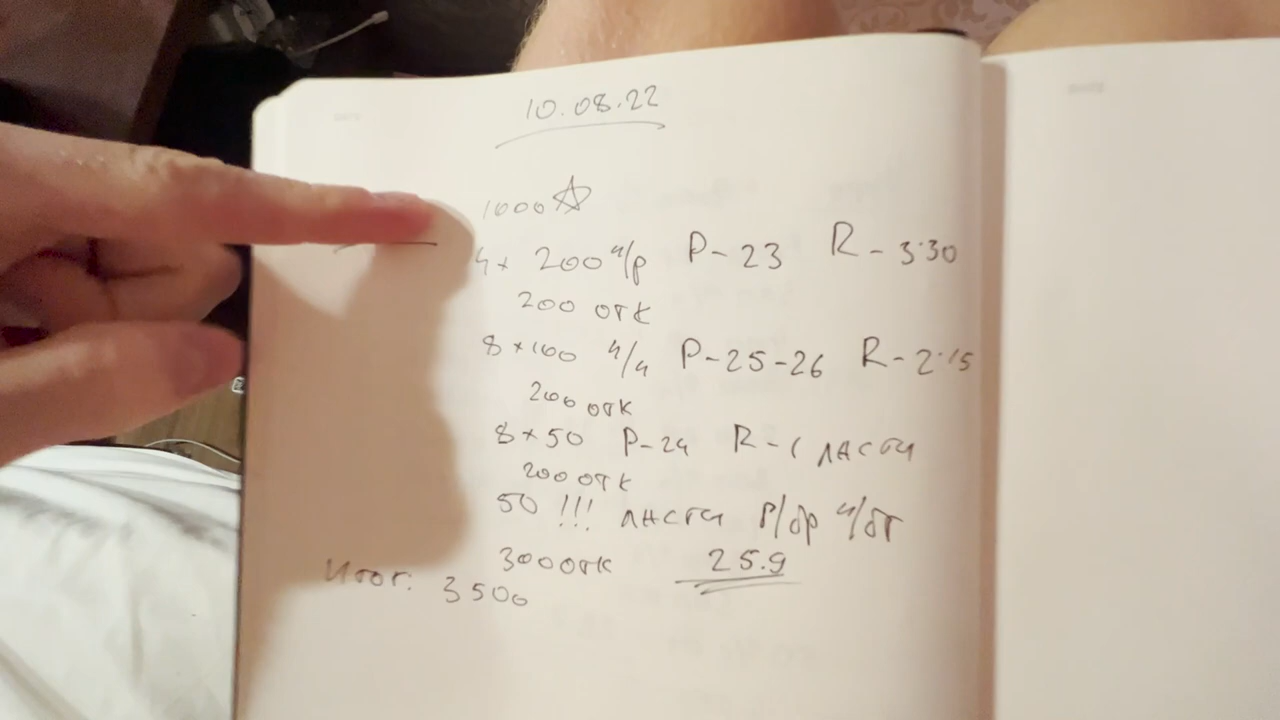 10.08.22
1000
4× 200 ч/р P-23 R-3:30
200 отк
8×100 ч/ч P-25-26 R-2:15
200 отк
8×50 P-24 R-1 ласты
200 отк
50 !!! ласты р/бр ч/бт
300 отк 25.9
Итог: 3500